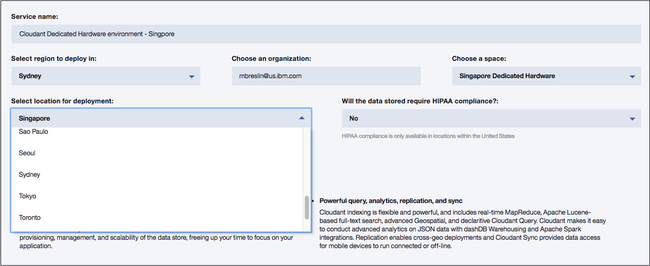 Service name:
Cloudant Dedicated Hardware environment - Singpore
Select region to deploy in:
Choose an organization:
Choose a space:
Sydney
mbreslin@us.ibm.com
Singapore Dedicated Hardware
Select location for deployment:
Will the data stored require HIPAA compliance?:
Singapore
No
HIPAA compliance is only available in locations within the United States
Sao Paulo
Seoul
Sydney
Tokyo
Toronto
Powerful query, analytics, replication, and sync
Cloudant indexing is flexible and powerful, and includes real-time MapReduce, Apache Lucene-
based full-text search, advanced Geospatial, and declaritive Cloudant Query. Cloudant makes it easy
to conduct advanced analytics on JSON data with dashDB Warehousing and Apache Spark
integrations. Replication enables cross-geo deployments and Cloudant Sync provides data access
for mobile devices to run connected or off-line.
provisioning, management, and scalability of the data store, freeing up your time to focus on your
application.